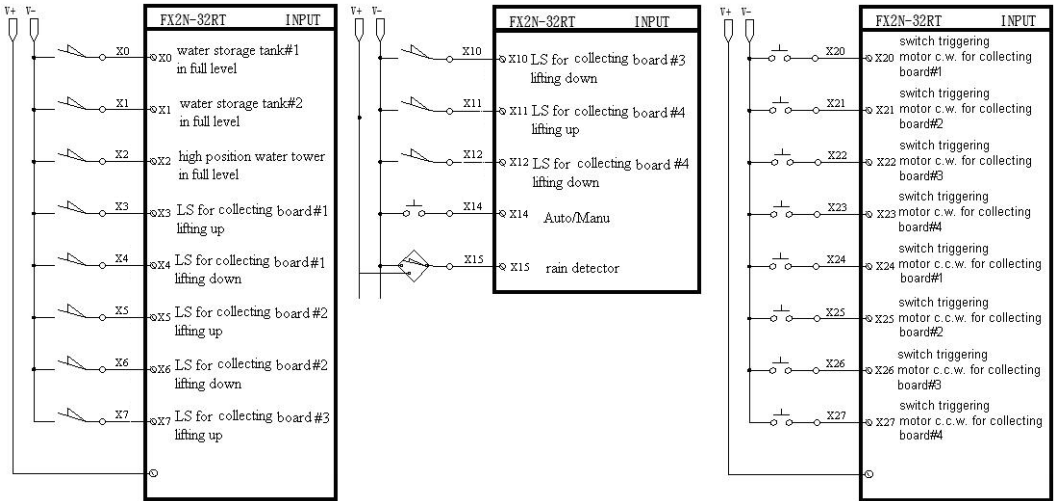 V+ V-
FX2N-32RT INPUT
X0 X0 water storage tank#1
in full level
X1 X1 water storage tank#2
in full level
X2 X2 high position water tower
in full level
X3 X3 LS for collecting board#1
lifting up
X4 X4 LS for collecting board#1
lifting down
X5 X5 LS for collecting board#2
lifting up
X6 X6 LS for collecting board#2
lifting down
X7 X7 LS for collecting board#3
lifting up
V+ V-
FX2N-32RT INPUT
X10 X10 LS for collecting board#3
lifting down
X11 X11 LS for collecting board#4
lifting up
X12 X12 LS for collecting board#4
lifting down
X14 X14 Auto/Manu
X15 X15 rain detector
V+ V-
FX2N-32RT INPUT
switch triggering
X20 X20 motor c.w. for collecting
board#1
switch triggering
X21 X21 motor c.w. for collecting
board#2
switch triggering
X22 X22 motor c.w. for collecting
board#3
switch triggering
X23 X23 motor c.w. for collecting
board#4
switch triggering
X24 X24 motor c.c.w. for collecting
board#1
switch triggering
X25 X25 motor c.c.w. for collecting
board#2
switch triggering
X26 X26 motor c.c.w. for collecting
board#3
switch triggering
X27 X27 motor c.c.w. for collecting
board#4